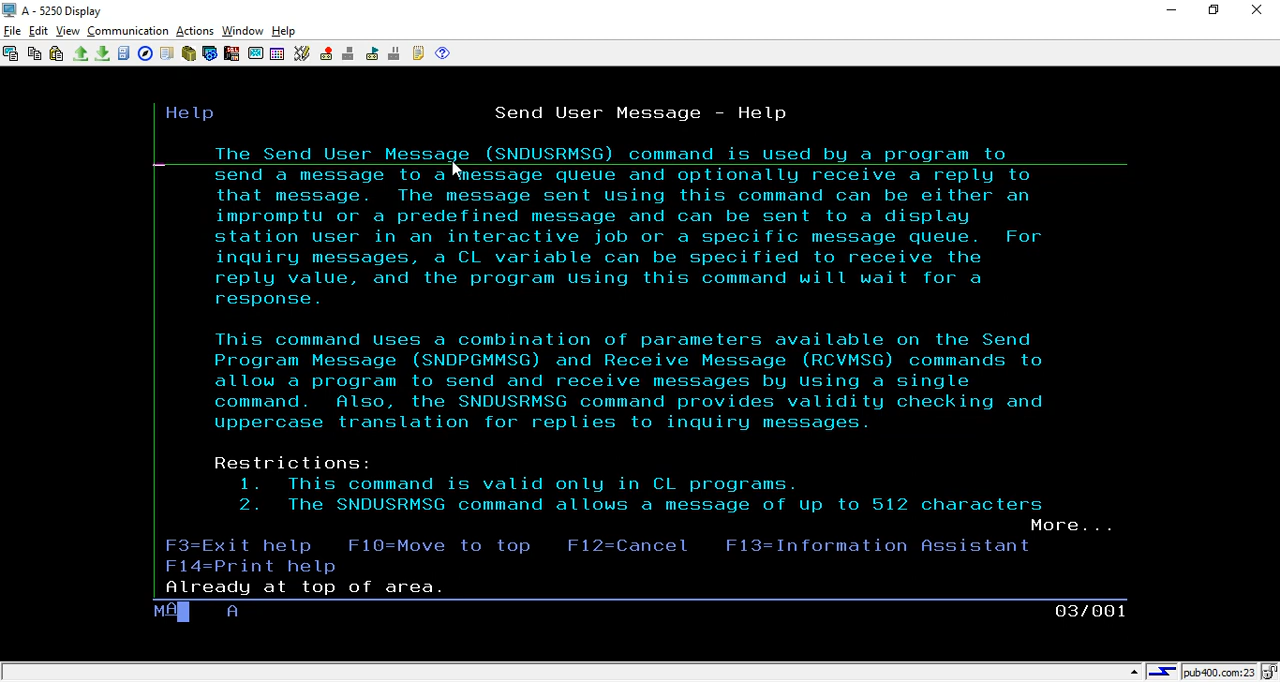 A - 5250 Display
File Edit View Communication Actions Window Help
Help Send User Message - Help
The Send User Message (SNDUSRMSG) command is used by a program to
send a message to a message queue and optionally receive a reply to
that message. The message sent using this command can be either an
impromptu or a predefined message and can be sent to a display
station user in an interactive job or a specific message queue. For
inquiry messages, a CL variable can be specified to receive the
reply value, and the program using this command will wait for a
response.
This command uses a combination of parameters available on the Send
Program Message (SNDPGMMSG) and Receive Message (RCVMSG) commands to
allow a program to send and receive messages by using a single
command. Also, the SNDUSRMSG command provides validity checking and
uppercase translation for replies to inquiry messages.
Restrictions:
1. This command is valid only in CL programs.
2. The SNDUSRMSG command allows a message of up to 512 characters
More...
F3=Exit help F10=Move to top F12=Cancel F13=Information Assistant
F14=Print help
Already at top of area.
MA A 03/001
pub400.com:23